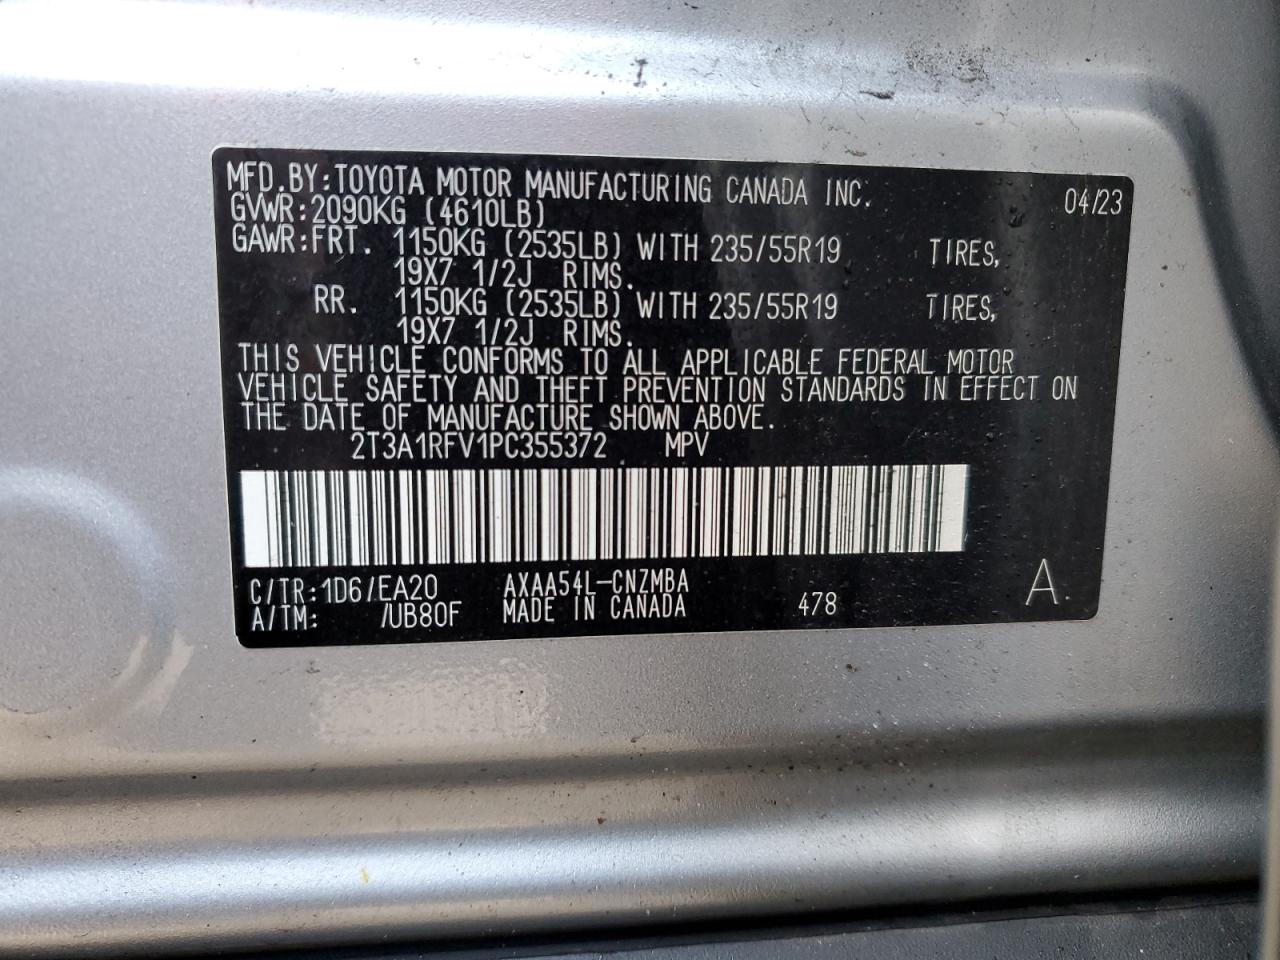 MFD.BY:TOYOTA MOTOR MANUFACTURING CANADA INC. 04/23
GVWR:2090KG (4610LB)
GAWR:FRT. 1150KG (2535LB) WITH 235/55R19 TIRES,
19X7 1/2J RIMS.
RR. 1150KG (2535LB) WITH 235/55R19 TIRES,
19X7 1/2J RIMS.
THIS VEHICLE CONFORMS TO ALL APPLICABLE FEDERAL MOTOR
VEHICLE SAFETY AND THEFT PREVENTION STANDARDS IN EFFECT ON
THE DATE OF MANUFACTURE SHOWN ABOVE.
2T3A1RFV1PC355372 MPV
C/TR:1D6/EA20 AXAA54L-CNZMBA
A/TM: /UB80F MADE IN CANADA 478 A